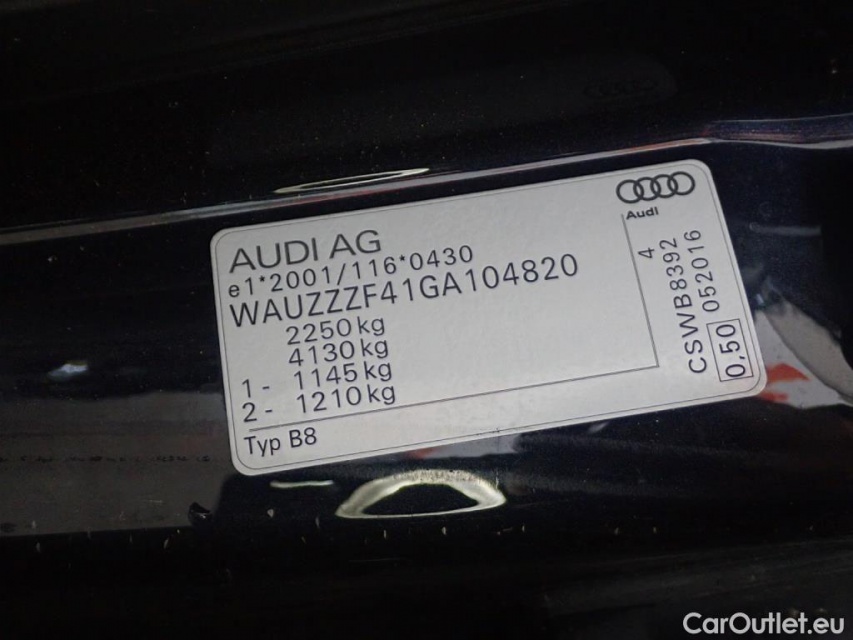 AUDI AG
e1*2001/116*0430
WAUZZZF41GA104820
2250 kg
4130 kg
1 - 1145 kg
2 - 1210 kg
Typ B8
Audi
4
CSWB8392
052016
0,50
CarOutlet.eu